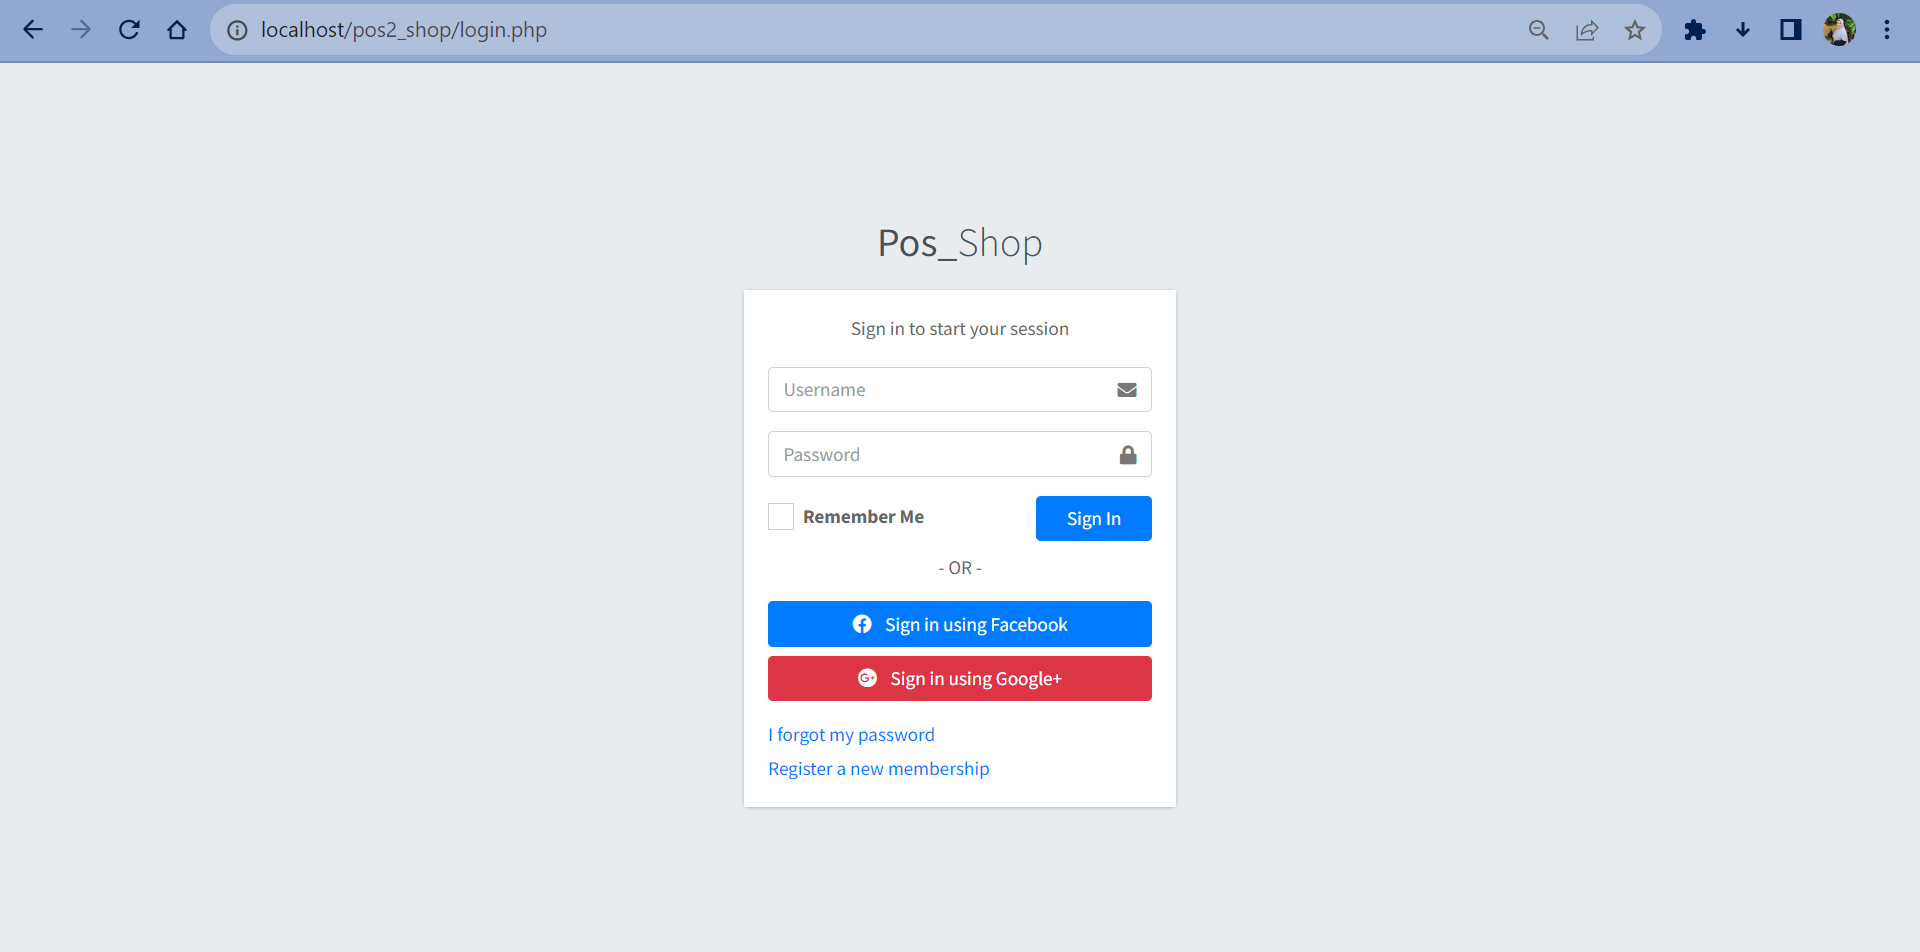 localhost/pos2_shop/login.php
Pos_Shop
Sign in to start your session
Username
Password
Remember Me
Sign In
- OR -
Sign in using Facebook
Sign in using Google+
I forgot my password
Register a new membership